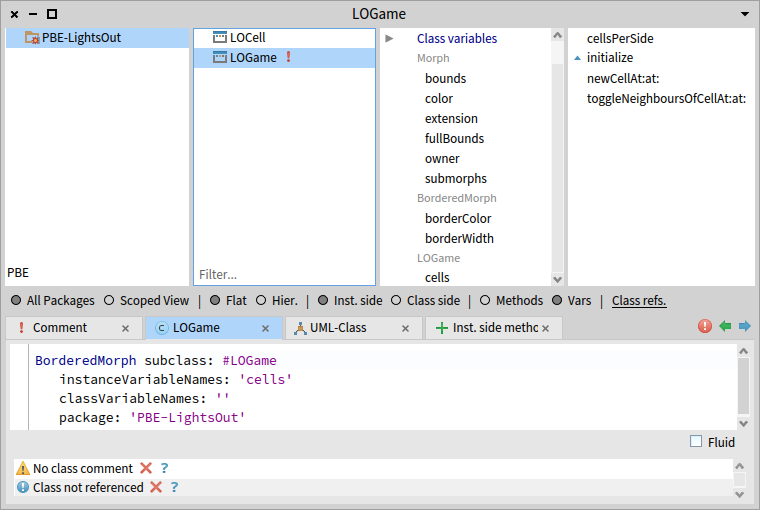 LOGame
PBE-LightsOut
PBE
LOCell
LOGame !
Filter...
Class variables
Morph
bounds
color
extension
fullBounds
owner
submorphs
BorderedMorph
borderColor
borderWidth
LOGame
cells
cellsPerSide
initialize
newCellAt:at:
toggleNeighboursOfCellAt:at:
All Packages Scoped View | Flat Hier. | Inst. side Class side | Methods Vars | Class refs.
! Comment × C LOGame × UML-Class × Inst. side methc ×
BorderedMorph subclass: #LOGame
instanceVariableNames: 'cells'
classVariableNames: ''
package: 'PBE-LightsOut'
Fluid
No class comment ?
Class not referenced ?